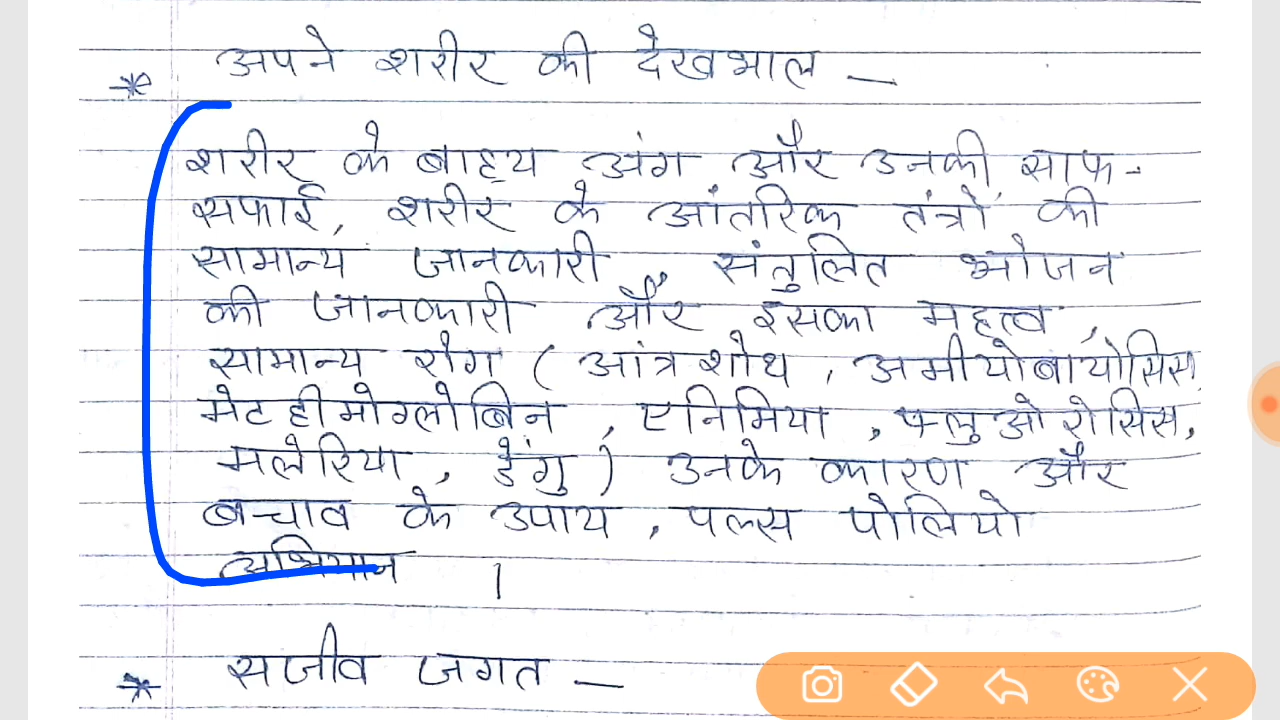 * अपने शरीर की देखभाल —
शरीर के बाह्य अंग और उनकी साफ-
सफाई, शरीर के आंतरिक तंत्रों की
सामान्य जानकारी संतुलित भोजन
की जानकारी और इसका महत्व,
सामान्य रोग (आंत्रशोथ, अमीयोबायोसिस,
मेटहीमोग्लोबिन, एनिमिया, फ्लुओरोसिस,
मलेरिया, डेंगु) उनके कारण और
बचाव के उपाय, पल्स पोलियो
अभियान ।
* सजीव जगत —